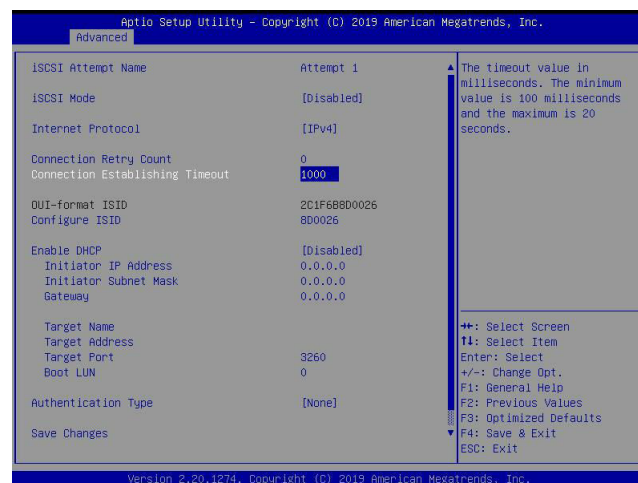 Aptio Setup Utility – Copyright (C) 2019 American Megatrends, Inc.
Advanced
iSCSI Attempt Name Attempt 1
iSCSI Mode [Disabled]
Internet Protocol [IPv4]
Connection Retry Count 0
Connection Establishing Timeout 1000
OUI-format ISID 2C1F6B8D0026
Configure ISID 8D0026
Enable DHCP [Disabled]
Initiator IP Address 0.0.0.0
Initiator Subnet Mask 0.0.0.0
Gateway 0.0.0.0
Target Name
Target Address
Target Port 3260
Boot LUN 0
Authentication Type [None]
Save Changes
The timeout value in
milliseconds. The minimum
value is 100 milliseconds
and the maximum is 20
seconds.
→←: Select Screen
↑↓: Select Item
Enter: Select
+/-: Change Opt.
F1: General Help
F2: Previous Values
F3: Optimized Defaults
F4: Save & Exit
ESC: Exit
Version 2.20.1274. Copyright (C) 2019 American Megatrends, Inc.